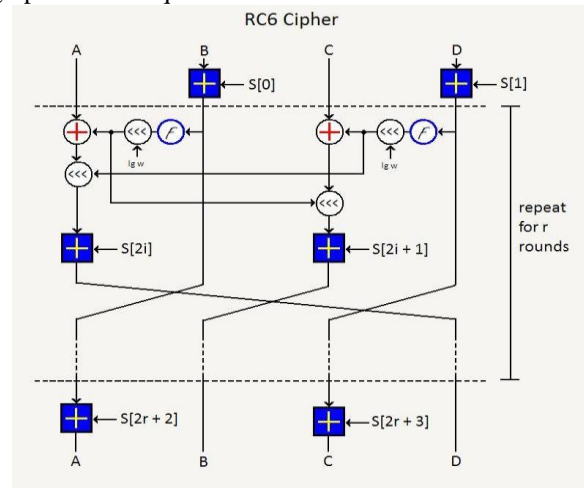 RC6 Cipher
A B C D
S[0] S[1]
<<< f <<< f
lg w lg w
<<< <<<
repeat
for r
rounds
S[2i] S[2i + 1]
S[2r + 2] S[2r + 3]
A B C D